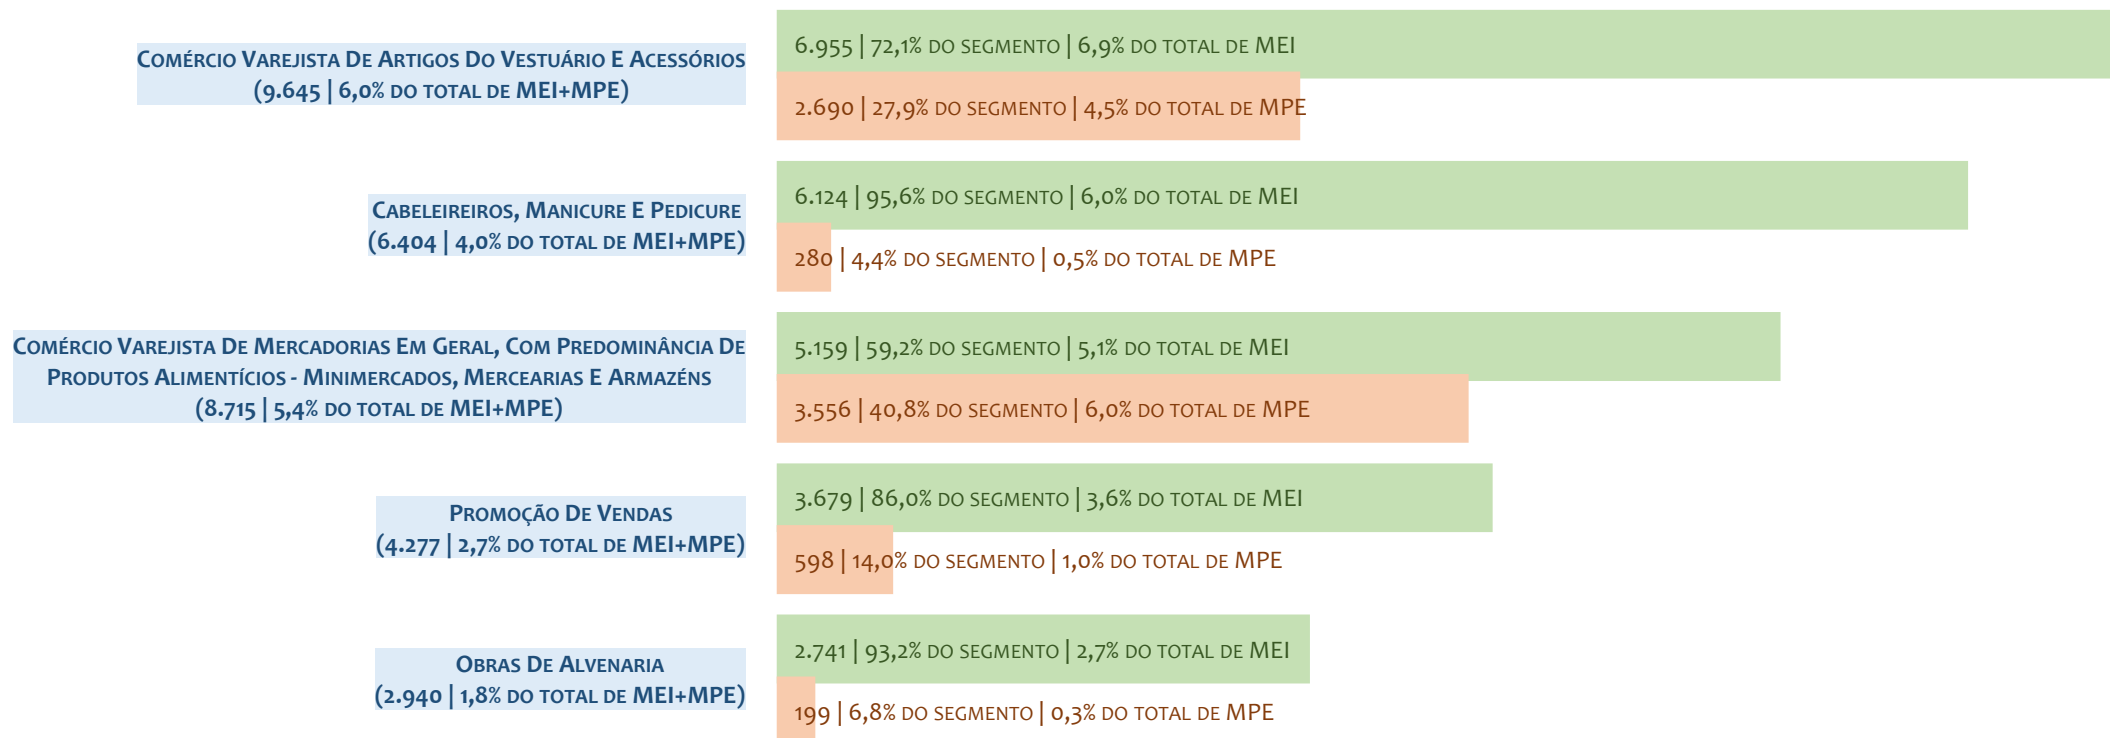 Comércio Varejista De Artigos Do Vestuário E Acessórios
(9.645 | 6,0% do total de MEI+MPE)
6.955 | 72,1% do segmento | 6,9% do total de MEI
2.690 | 27,9% do segmento | 4,5% do total de MPE
Cabeleireiros, Manicure E Pedicure
(6.404 | 4,0% do total de MEI+MPE)
6.124 | 95,6% do segmento | 6,0% do total de MEI
280 | 4,4% do segmento | 0,5% do total de MPE
Comércio Varejista De Mercadorias Em Geral, Com Predominância De
Produtos Alimentícios - Minimercados, Mercearias E Armazéns
(8.715 | 5,4% do total de MEI+MPE)
5.159 | 59,2% do segmento | 5,1% do total de MEI
3.556 | 40,8% do segmento | 6,0% do total de MPE
Promoção De Vendas
(4.277 | 2,7% do total de MEI+MPE)
3.679 | 86,0% do segmento | 3,6% do total de MEI
598 | 14,0% do segmento | 1,0% do total de MPE
Obras De Alvenaria
(2.940 | 1,8% do total de MEI+MPE)
2.741 | 93,2% do segmento | 2,7% do total de MEI
199 | 6,8% do segmento | 0,3% do total de MPE